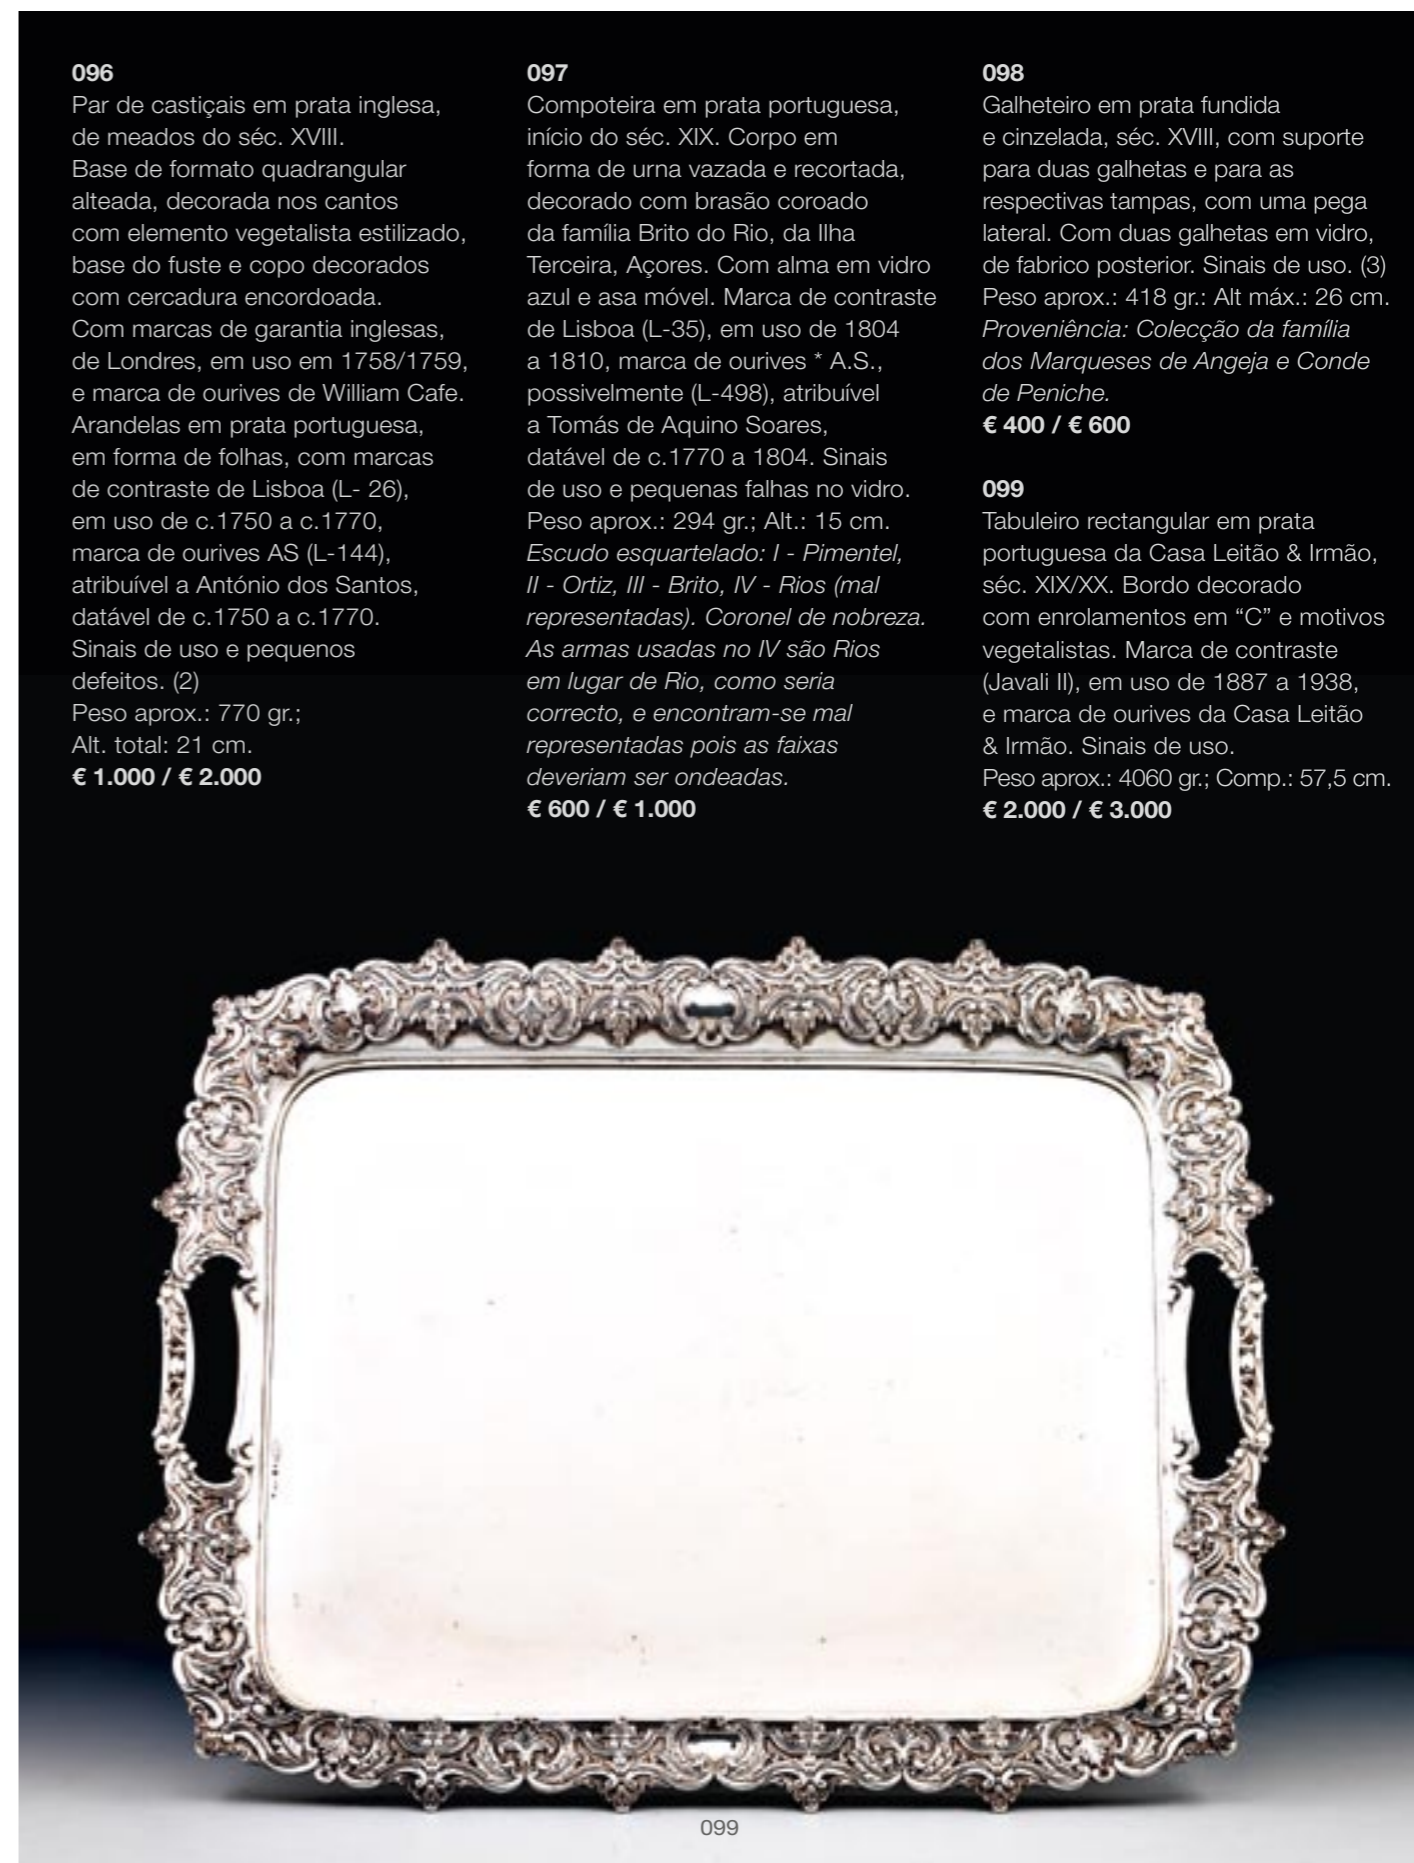 096
Par de castiçais em prata inglesa,
de meados do séc. XVIII.
Base de formato quadrangular
alteada, decorada nos cantos
com elemento vegetalista estilizado,
base do fuste e copo decorados
com cercadura encordoada.
Com marcas de garantia inglesas,
de Londres, em uso em 1758/1759,
e marca de ourives de William Cafe.
Arandelas em prata portuguesa,
em forma de folhas, com marcas
de contraste de Lisboa (L- 26),
em uso de c.1750 a c.1770,
marca de ourives AS (L-144),
atribuível a António dos Santos,
datável de c.1750 a c.1770.
Sinais de uso e pequenos
defeitos. (2)
Peso aprox.: 770 gr.;
Alt. total: 21 cm.
€ 1.000 / € 2.000
097
Compoteira em prata portuguesa,
início do séc. XIX. Corpo em
forma de urna vazada e recortada,
decorado com brasão coroado
da família Brito do Rio, da Ilha
Terceira, Açores. Com alma em vidro
azul e asa móvel. Marca de contraste
de Lisboa (L-35), em uso de 1804
a 1810, marca de ourives * A.S.,
possivelmente (L-498), atribuível
a Tomás de Aquino Soares,
datável de c.1770 a 1804. Sinais
de uso e pequenas falhas no vidro.
Peso aprox.: 294 gr.; Alt.: 15 cm.
Escudo esquartelado: I - Pimentel,
II - Ortiz, III - Brito, IV - Rios (mal
representadas). Coronel de nobreza.
As armas usadas no IV são Rios
em lugar de Rio, como seria
correcto, e encontram-se mal
representadas pois as faixas
deveriam ser ondeadas.
€ 600 / € 1.000
098
Galheteiro em prata fundida
e cinzelada, séc. XVIII, com suporte
para duas galhetas e para as
respectivas tampas, com uma pega
lateral. Com duas galhetas em vidro,
de fabrico posterior. Sinais de uso. (3)
Peso aprox.: 418 gr.: Alt máx.: 26 cm.
Proveniência: Colecção da família
dos Marqueses de Angeja e Conde
de Peniche.
€ 400 / € 600
099
Tabuleiro rectangular em prata
portuguesa da Casa Leitão & Irmão,
séc. XIX/XX. Bordo decorado
com enrolamentos em “C” e motivos
vegetalistas. Marca de contraste
(Javali II), em uso de 1887 a 1938,
e marca de ourives da Casa Leitão
& Irmão. Sinais de uso.
Peso aprox.: 4060 gr.; Comp.: 57,5 cm.
€ 2.000 / € 3.000
099